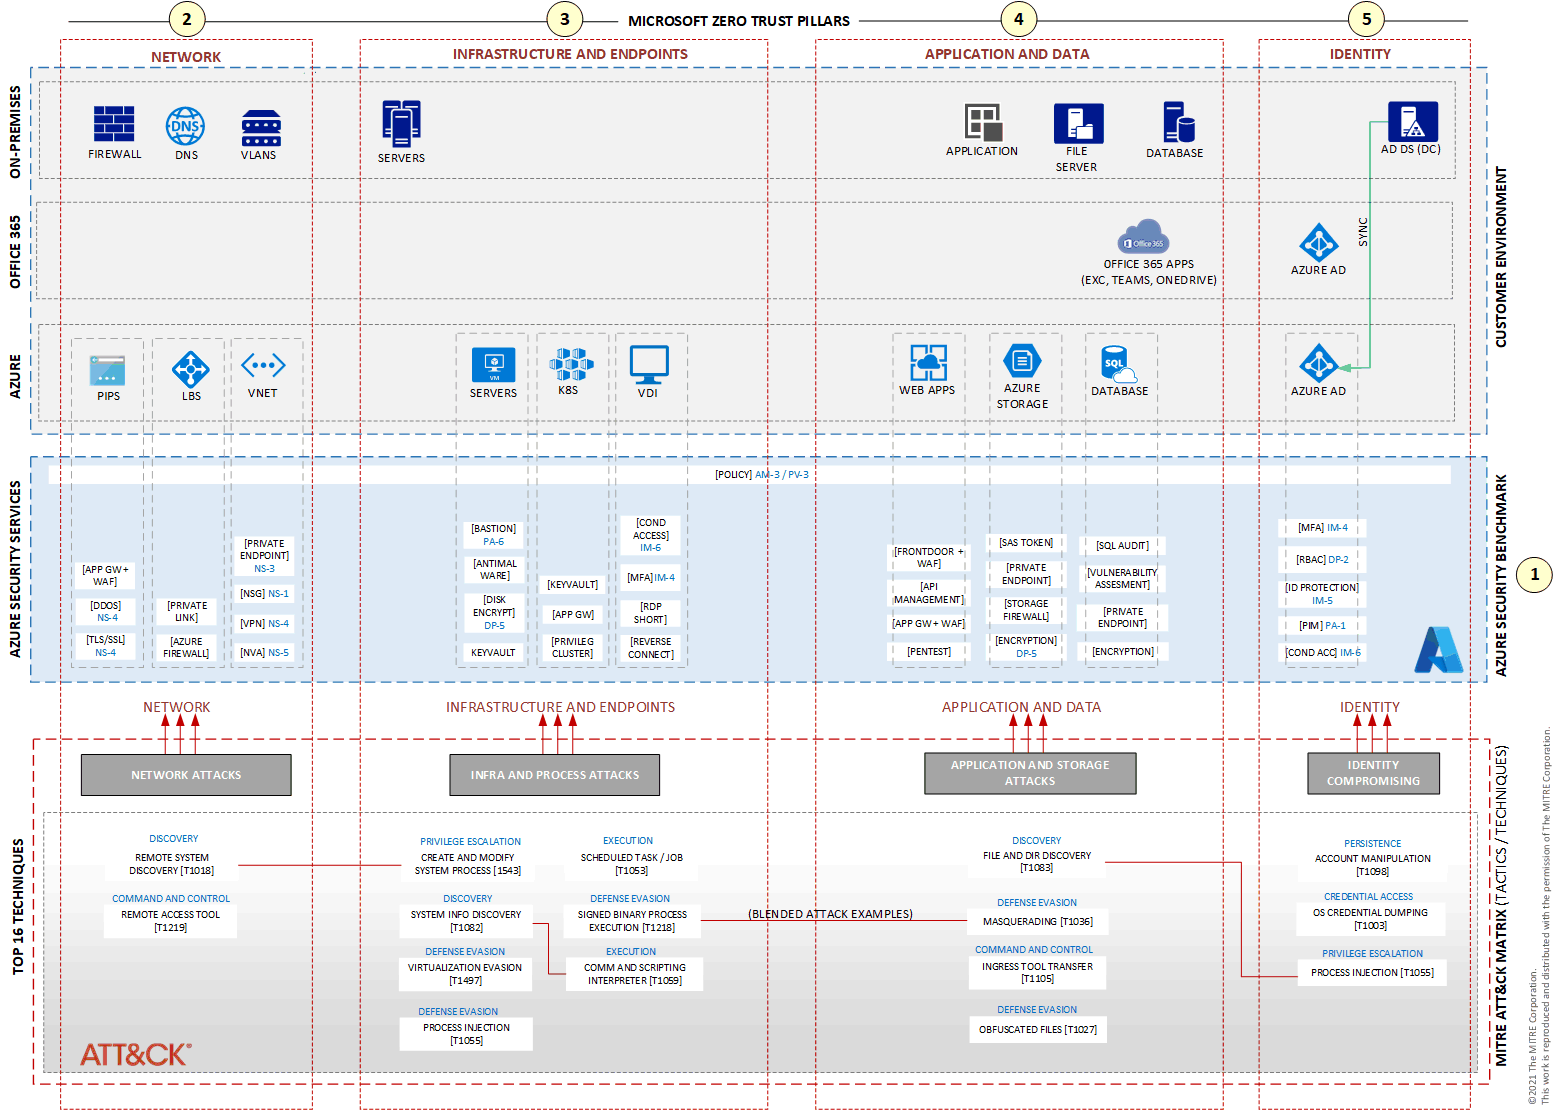 2
3
MICROSOFT ZERO TRUST PILLARS
4
5
NETWORK
INFRASTRUCTURE AND ENDPOINTS
APPLICATION AND DATA
IDENTITY
ON-PREMISES
FIREWALL
DNS
DNS
VLANS
SERVERS
APPLICATION
FILE
SERVER
DATABASE
AD DS (DC)
OFFICE 365
Office 365
OFFICE 365 APPS
(EXC, TEAMS, ONEDRIVE)
AZURE AD
SYNC
CUSTOMER ENVIRONMENT
AZURE
PIPS
LBS
VNET
VM
SERVERS
K8S
VDI
WEB APPS
AZURE
STORAGE
SQL
DATABASE
AZURE AD
AZURE SECURITY SERVICES
[POLICY] AM-3 / PV-3
[APP GW+
WAF]
[DDOS]
NS-4
[TLS/SSL]
NS-4
[PRIVATE
LINK]
[AZURE
FIREWALL]
[PRIVATE
ENDPOINT]
NS-3
[NSG] NS-1
[VPN] NS-4
[NVA] NS-5
[BASTION]
PA-6
[ANTIMAL
WARE]
[DISK
ENCRYPT]
DP-5
KEYVAULT
[KEYVAULT]
[APP GW]
[PRIVILEG
CLUSTER]
[COND
ACCESS]
IM-6
[MFA] IM-4
[RDP
SHORT]
[REVERSE
CONNECT]
[FRONTDOOR +
WAF]
[API
MANAGEMENT]
[APP GW+ WAF]
[PENTEST]
[SAS TOKEN]
[PRIVATE
ENDPOINT]
[STORAGE
FIREWALL]
[ENCRYPTION]
DP-5
[SQL AUDIT]
[VULNERABILITY
ASSESMENT]
[PRIVATE
ENDPOINT]
[ENCRYPTION]
[MFA] IM-4
[RBAC] DP-2
[ID PROTECTION]
IM-5
[PIM] PA-1
[COND ACC] IM-6
AZURE SECURITY BENCHMARK
1
NETWORK
INFRASTRUCTURE AND ENDPOINTS
APPLICATION AND DATA
IDENTITY
NETWORK ATTACKS
INFRA AND PROCESS ATTACKS
APPLICATION AND STORAGE
ATTACKS
IDENTITY
COMPROMISING
TOP 16 TECHNIQUES
DISCOVERY
REMOTE SYSTEM
DISCOVERY [T1018]
COMMAND AND CONTROL
REMOTE ACCESS TOOL
[T1219]
PRIVILEGE ESCALATION
CREATE AND MODIFY
SYSTEM PROCESS [1543]
DISCOVERY
SYSTEM INFO DISCOVERY
[T1082]
DEFENSE EVASION
VIRTUALIZATION EVASION
[T1497]
DEFENSE EVASION
PROCESS INJECTION
[T1055]
EXECUTION
SCHEDULED TASK / JOB
[T1053]
DEFENSE EVASION
SIGNED BINARY PROCESS
EXECUTION [T1218]
EXECUTION
COMM AND SCRIPTING
INTERPRETER [T1059]
(BLENDED ATTACK EXAMPLES)
DISCOVERY
FILE AND DIR DISCOVERY
[T1083]
DEFENSE EVASION
MASQUERADING [T1036]
COMMAND AND CONTROL
INGRESS TOOL TRANSFER
[T1105]
DEFENSE EVASION
OBFUSCATED FILES [T1027]
PERSISTENCE
ACCOUNT MANIPULATION
[T1098]
CREDENTIAL ACCESS
OS CREDENTIAL DUMPING
[T1003]
PRIVILEGE ESCALATION
PROCESS INJECTION [T1055]
ATT&CK®
MITRE ATT&CK MATRIX (TACTICS / TECHNIQUES)
©2021 The MITRE Corporation.
This work is reproduced and distributed with the permission of The MITRE Corporation.